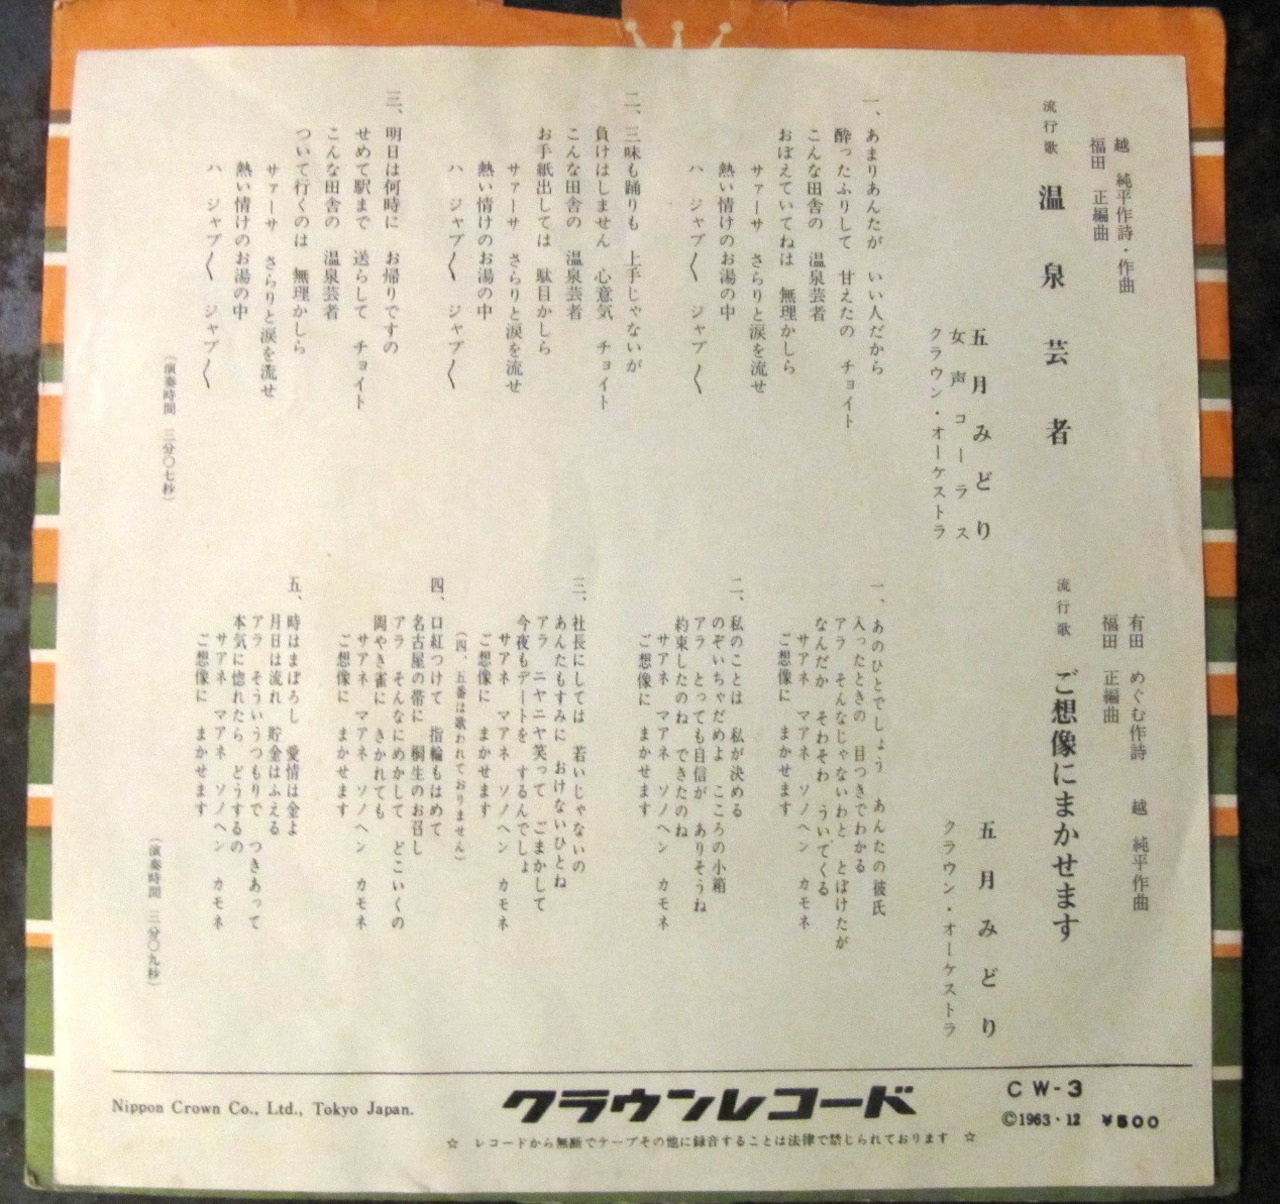 越 純平作詩・作曲
福田 正編曲
流行歌 温泉芸者
五月みどり
女声コーラス
クラウン・オーケストラ
一、あまりあんたが いい人だから
酔ったふりして 甘えたの チョイト
こんな田舎の 温泉芸者
おぼえていてねは 無理かしら
サァーサ さらりと涙を流せ
熱い情けのお湯の中
ハ ジャブ〱 ジャブ〱
二、三味も踊りも 上手じゃないが
負けはしません 心意気 チョイト
こんな田舎の 温泉芸者
お手紙出しては 駄目かしら
サァーサ さらりと涙を流せ
熱い情けのお湯の中
ハ ジャブ〱 ジャブ〱
三、明日は何時に お帰りですの
せめて駅まで 送らして チョイト
こんな田舎の 温泉芸者
ついて行くのは 無理かしら
サァーサ さらりと涙を流せ
熱い情けのお湯の中
ハ ジャブ〱 ジャブ〱
(演奏時間 三分〇七秒)
有田 めぐむ作詩 越 純平作曲
福田 正編曲
流行歌 ご想像にまかせます
五月みどり
クラウン・オーケストラ
一、あのひとでしょう あんたの彼氏
入ったときの 目つきでわかる
アラ そんなじゃないわと とぼけたが
なんだか そわそわ ういてくる
サアネ マアネ ソノヘン カモネ
ご想像に まかせます
二、私のことは 私が決める
のぞいちゃだめよ こころの小箱
アラ とっても自信が ありそうね
約束したのね できたのね
サアネ マアネ ソノヘン カモネ
ご想像に まかせます
三、社長にしては 若いじゃないの
あんたもすみに おけないひとね
アラ ニヤニヤ笑って ごまかして
今夜もデートを するんでしょ
サアネ マアネ ソノヘン カモネ
ご想像に まかせます
(四、五番は歌われておりません)
四、口紅つけて 指輪もはめて
名古屋の帯に 桐生のお召し
アラ そんなにめかして どこいくの
岡やき雀に きかれても
サアネ マアネ ソノヘン カモネ
ご想像に まかせます
五、時はまぼろし 愛情は金よ
月日は流れ 貯金はふえる
アラ そういうつもりで つきあって
本気に惚れたら どうするの
サアネ マアネ ソノヘン カモネ
ご想像に まかせます
(演奏時間 三分〇九秒)
Nippon Crown Co., Ltd., Tokyo Japan.
クラウンレコード
CW-3
©1963・12 ¥500
☆ レコードから無断でテープその他に録音することは法律で禁じられております ☆